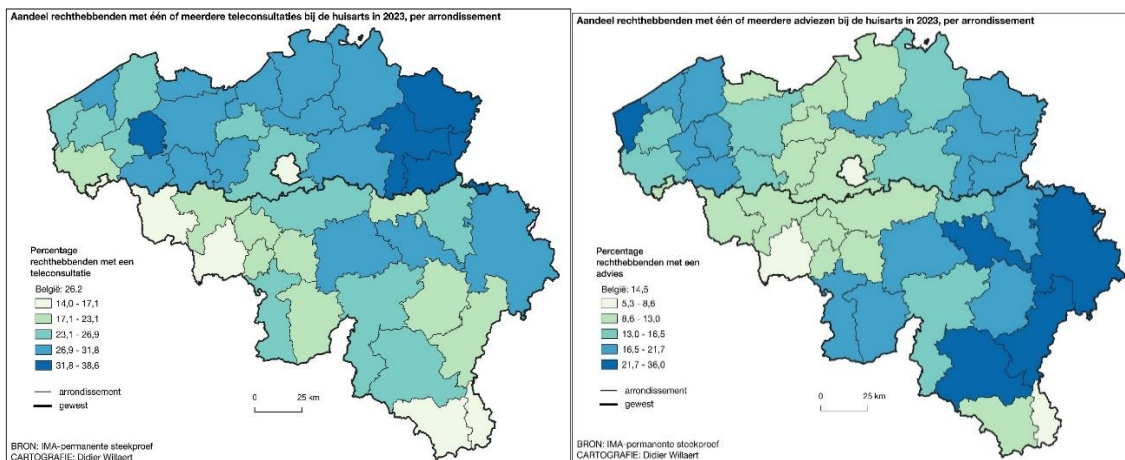 Aandeel rechthebbenden met één of meerdere teleconsultaties bij de huisarts in 2023, per arrondissement
Percentage
rechthebbenden met een
teleconsultatie
België: 26.2
14,0 - 17,1
17,1 - 23,1
23,1 - 26,9
26,9 - 31,8
31,8 - 38,6
arrondissement
gewest
0 25 km
BRON: IMA-permanente steekproef
CARTOGRAFIE: Didier Willaert
Aandeel rechthebbenden met één of meerdere adviezen bij de huisarts in 2023, per arrondissement
Percentage
rechthebbenden met een
advies
België: 14,5
5,3 - 8,6
8,6 - 13,0
13,0 - 16,5
16,5 - 21,7
21,7 - 36,0
arrondissement
gewest
0 25 km
BRON: IMA-permanente steekproef
CARTOGRAFIE: Didier Willaert